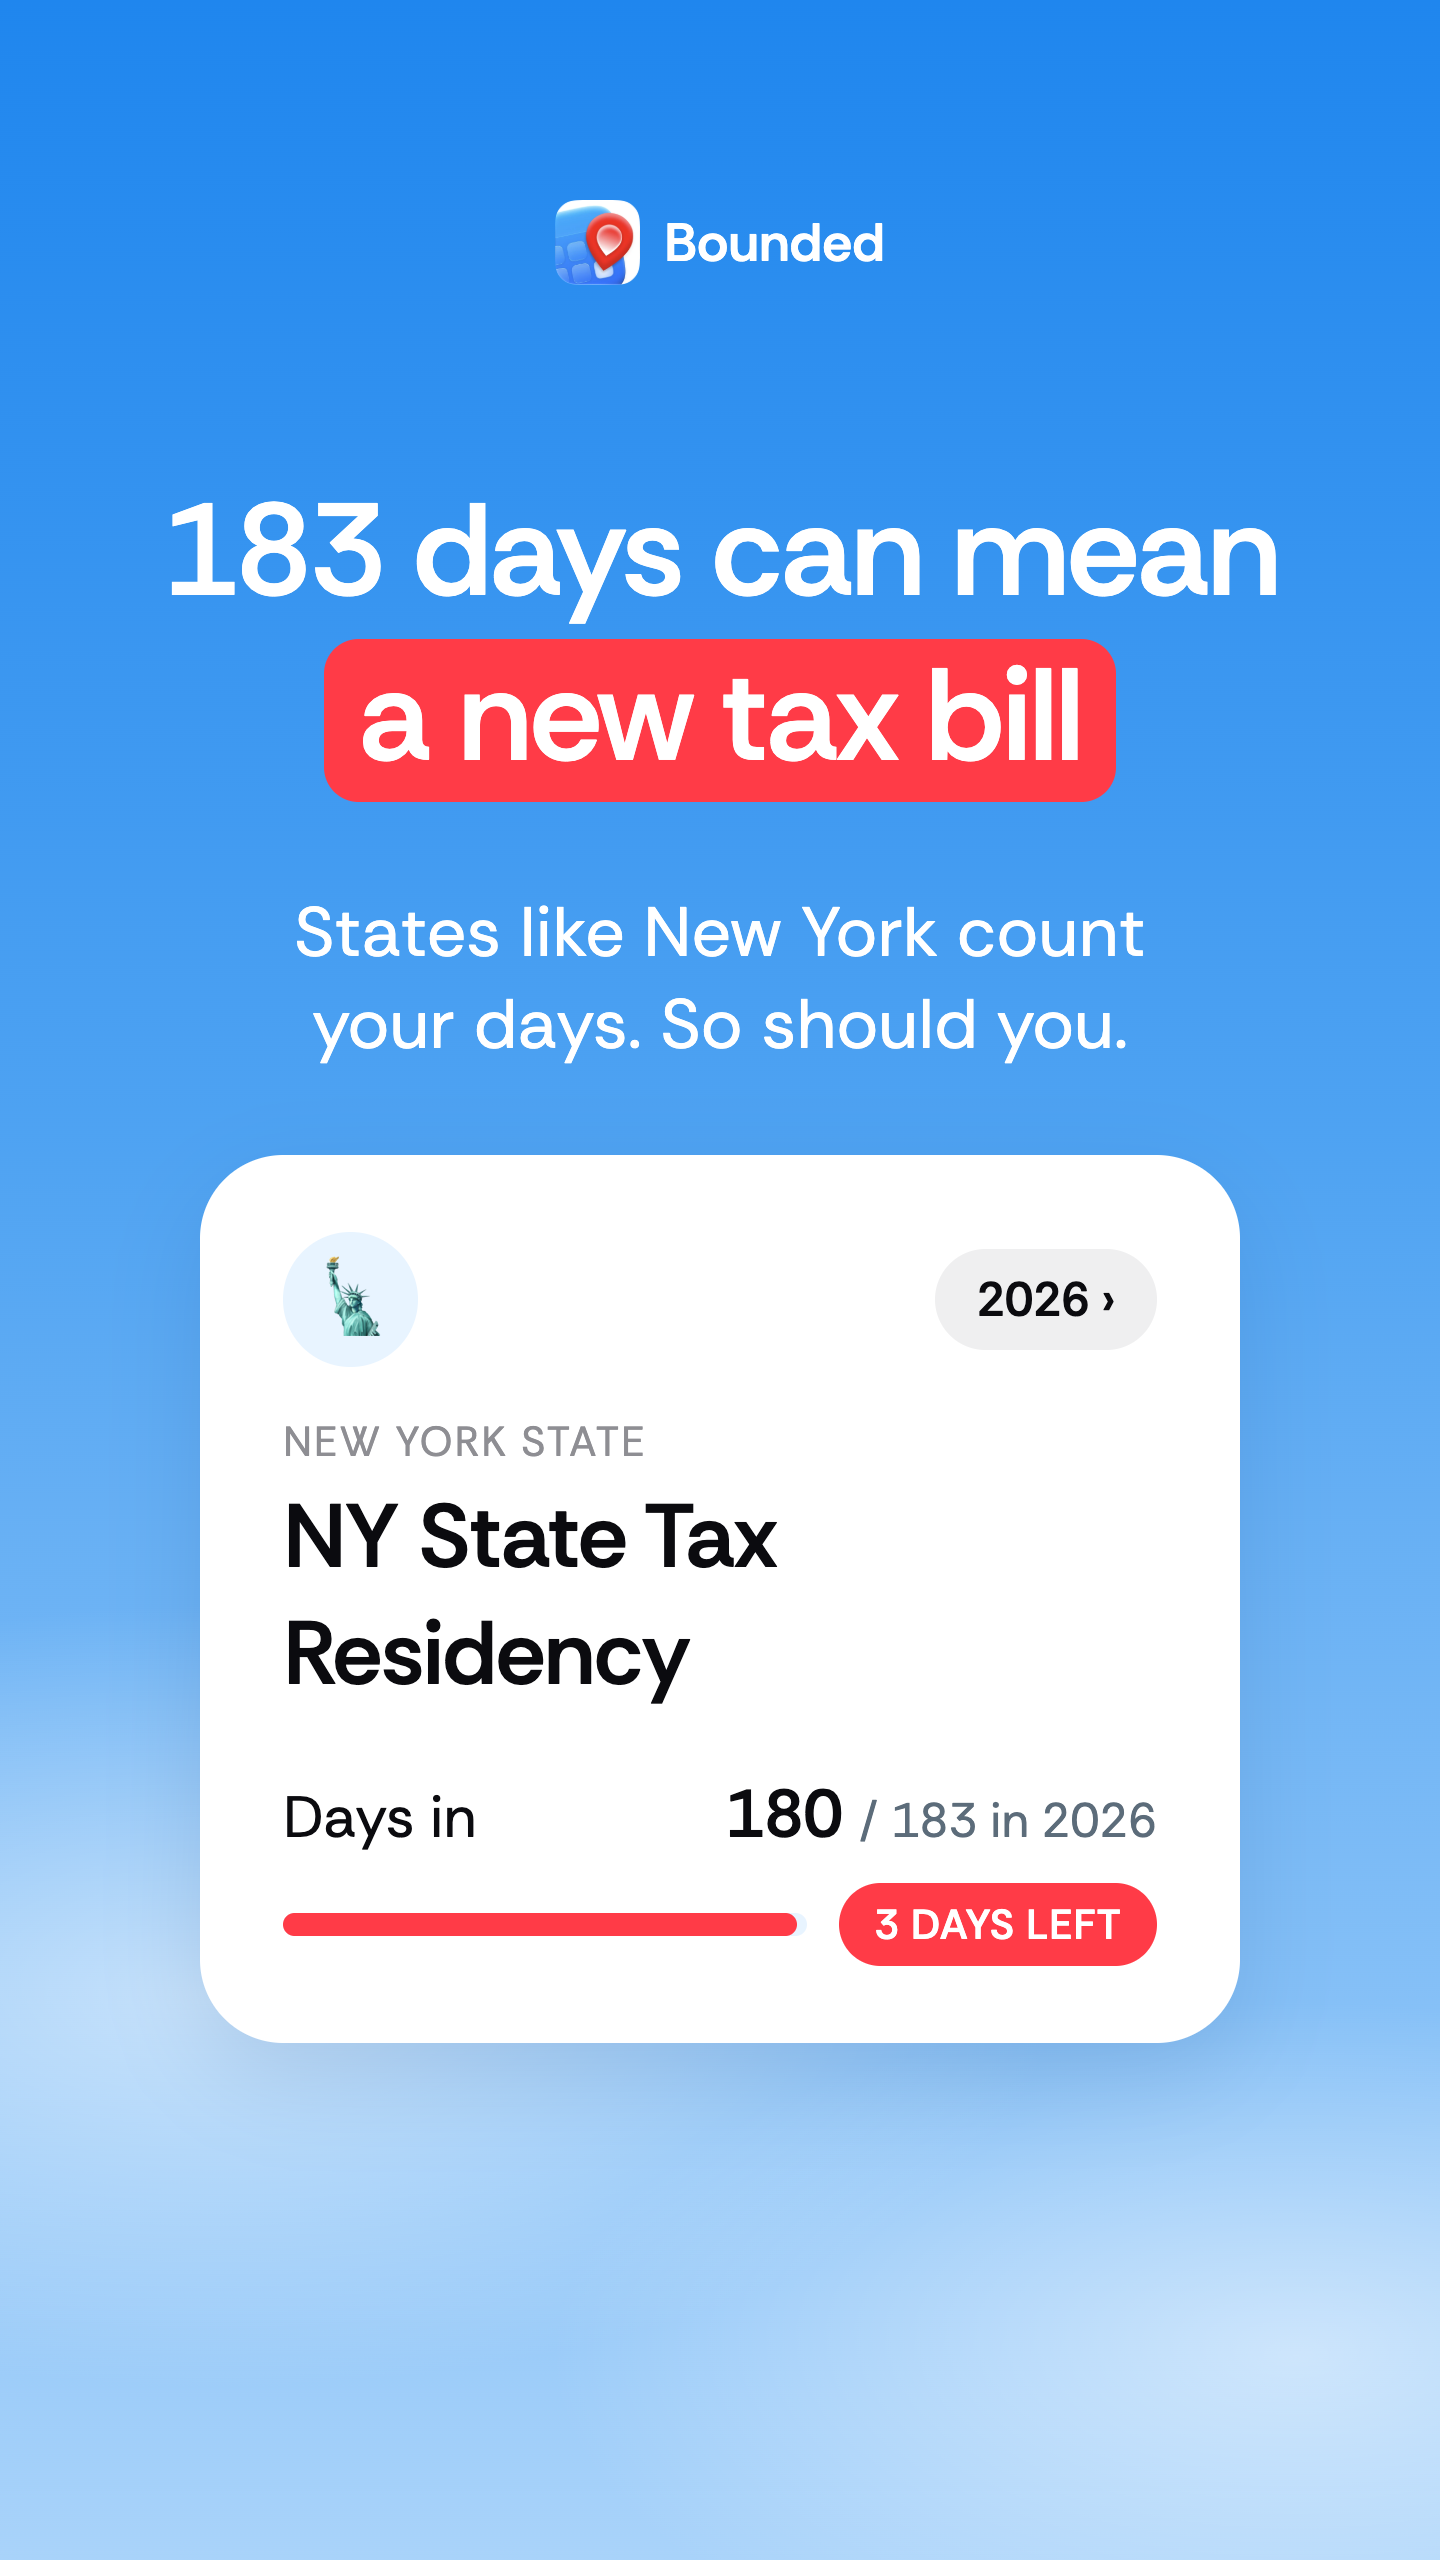 Bounded
183 days can mean
a new tax bill
States like New York count
your days. So should you.
2026 ›
NEW YORK STATE
NY State Tax
Residency
Days in 180 / 183 in 2026
3 DAYS LEFT